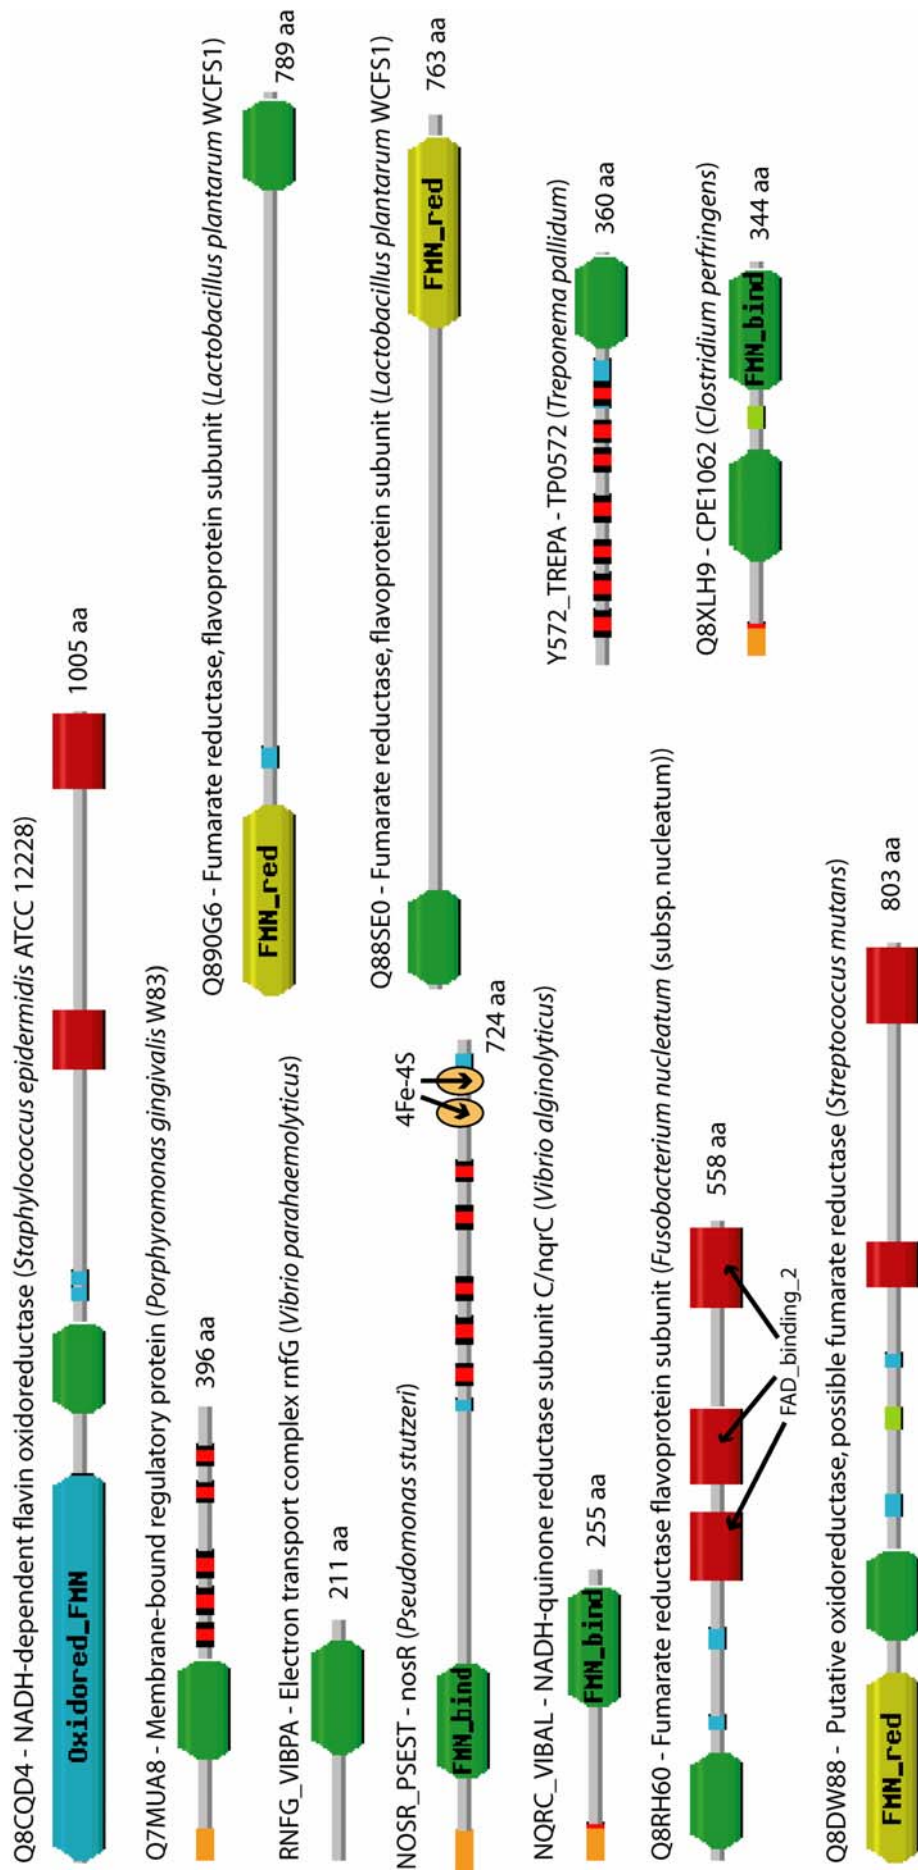 Q8CQD4 - NADH-dependent flavin oxidoreductase (Staphylococcus epidermidis ATCC 12228)
1005 aa
Oxidored_FMN
Q7MUA8 - Membrane-bound regulatory protein (Porphyromonas gingivalis W83)
396 aa
RNFG_VIBPA - Electron transport complex rnfG (Vibrio parahaemolyticus)
211 aa
NOSR_PSEST - nosR (Pseudomonas stutzeri)
4Fe-4S
724 aa
FMN_bind
NQRC_VIBAL - NADH-quinone reductase subunit C/nqrC (Vibrio alginolyticus)
255 aa
FMN_bind
Q8RH60 - Fumarate reductase flavoprotein subunit (Fusobacterium nucleatum (subsp. nucleatum))
558 aa
FAD_binding_2
Q8DW88 - Putative oxidoreductase, possible fumarate reductase (Streptococcus mutans)
803 aa
FMN_red
Q890G6 - Fumarate reductase, flavoprotein subunit (Lactobacillus plantarum WCFS1)
789 aa
FMN_red
Q88SE0 - Fumarate reductase, flavoprotein subunit (Lactobacillus plantarum WCFS1)
763 aa
FMN_red
Y572_TREPA - TP0572 (Treponema pallidum)
360 aa
Q8XLH9 - CPE1062 (Clostridium perfringens)
344 aa
FMN_bind